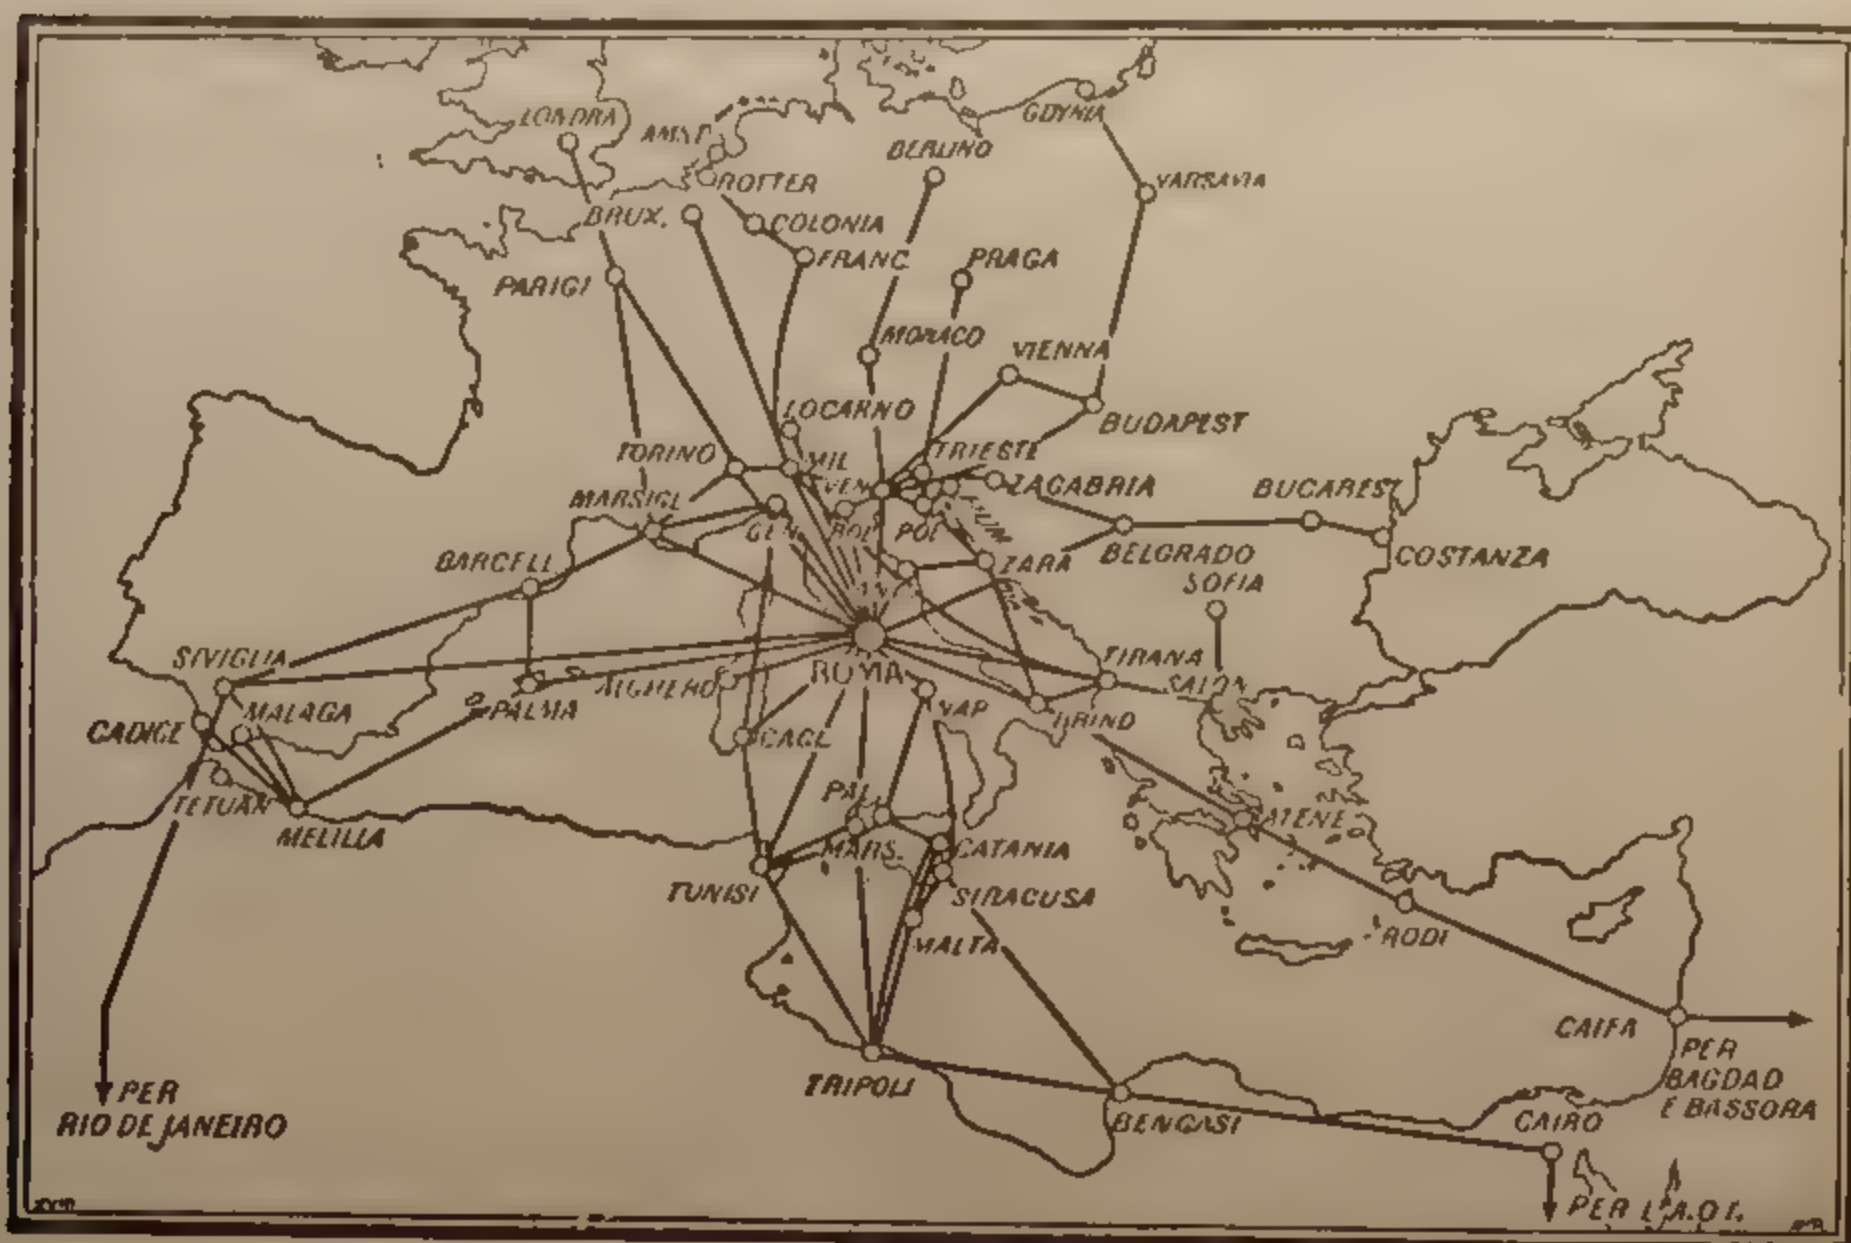 LONDRA
AMST.
ROTTER
BRUX.
COLONIA
FRANC
PARIGI
BERLINO
GDYNIA
VARSAVIA
PRAGA
MONACO
VIENNA
BUDAPEST
LOCARNO
TORINO
MIL
VEN
TRIESTE
ZAGABRIA
BUCAREST
MARSIGL
GEN
BOL
POL
FIUM
ZARA
BELGRADO
COSTANZA
SOFIA
BARCELL
SIVIGLIA
ALGHERO
ROMA
TIRANA
SALON
MALAGA
PALMA
CADICE
NAP
BRIND
CAGL
TETUAN
MELILLA
PAL.
MARS.
CATANIA
ATENE
TUNISI
SIRACUSA
MALTA
RODI
CAIFA
PER
BAGDAD
E BASSORA
TRIPOLI
BENGASI
CAIRO
PER
RIO DE JANEIRO
PER L'A.O.I.